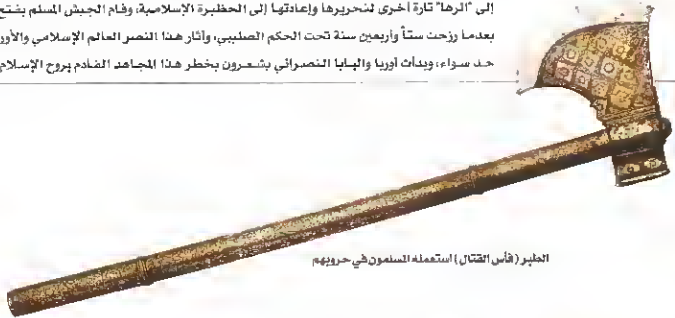 إلى "الرها" تارة أخرى لتحريرها وإعادتها إلى الحظيرة الإسلامية، وقام الجيش المسلم بفتح
بعدما رزحت ستاً وأربعين سنة تحت الحكم الصليبي، وأثار هذا النصر العالم الإسلامي والأور
حد سواء، وبدأت أوربا والبابا النصراني يشعرون بخطر هذا المجاهد القادم بروح الإسلام
الطبر (فأس القتال) استعمله المسلمون في حروبهم